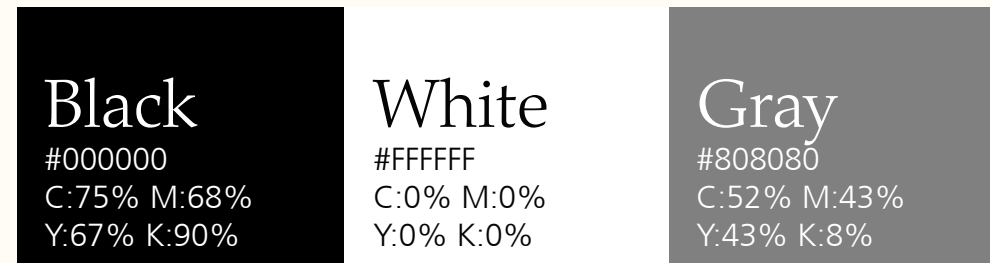 Black
#000000
C:75% M:68%
Y:67% K:90%
White
#FFFFFF
C:0% M:0%
Y:0% K:0%
Gray
#808080
C:52% M:43%
Y:43% K:8%